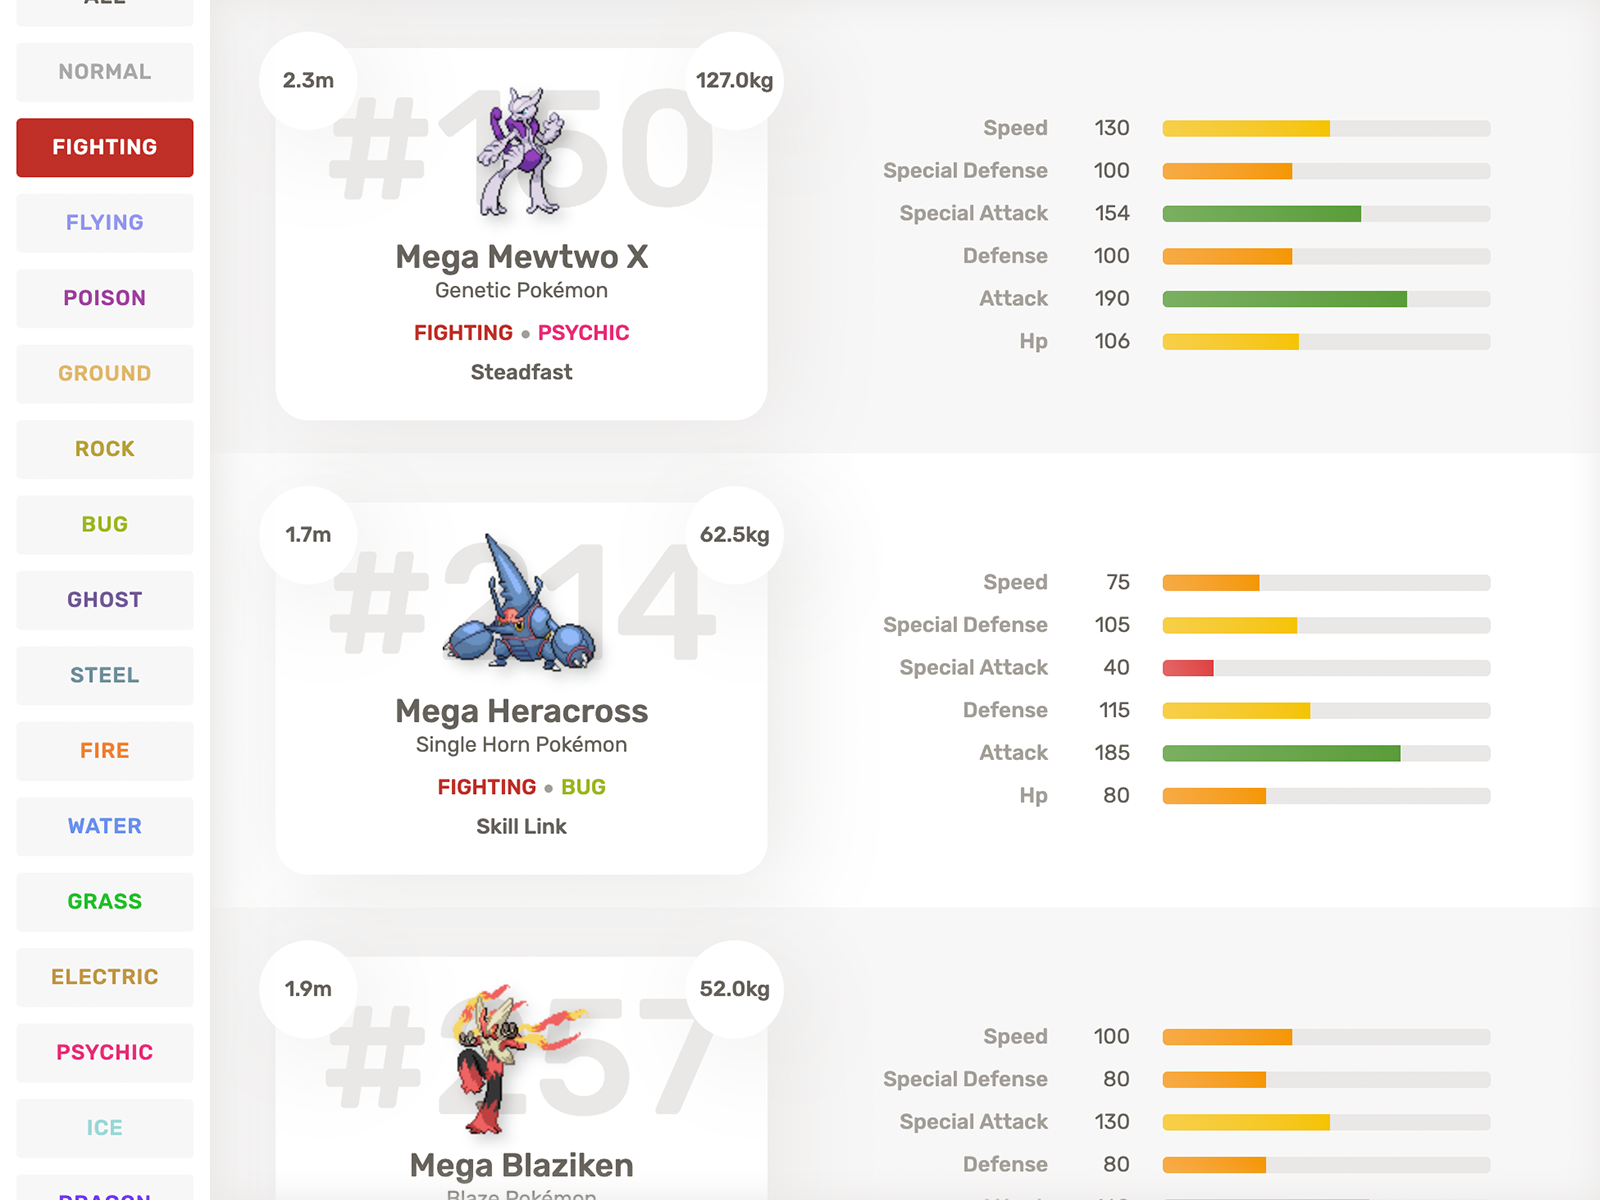 ALL
NORMAL
FIGHTING
FLYING
POISON
GROUND
ROCK
BUG
GHOST
STEEL
FIRE
WATER
GRASS
ELECTRIC
PSYCHIC
ICE
DRAGON
2.3m
127.0kg
#150
Mega Mewtwo X
Genetic Pokémon
FIGHTING • PSYCHIC
Steadfast
Speed 130
Special Defense 100
Special Attack 154
Defense 100
Attack 190
Hp 106
1.7m
62.5kg
#214
Mega Heracross
Single Horn Pokémon
FIGHTING • BUG
Skill Link
Speed 75
Special Defense 105
Special Attack 40
Defense 115
Attack 185
Hp 80
1.9m
52.0kg
#257
Mega Blaziken
Blaze Pokémon
Speed 100
Special Defense 80
Special Attack 130
Defense 80